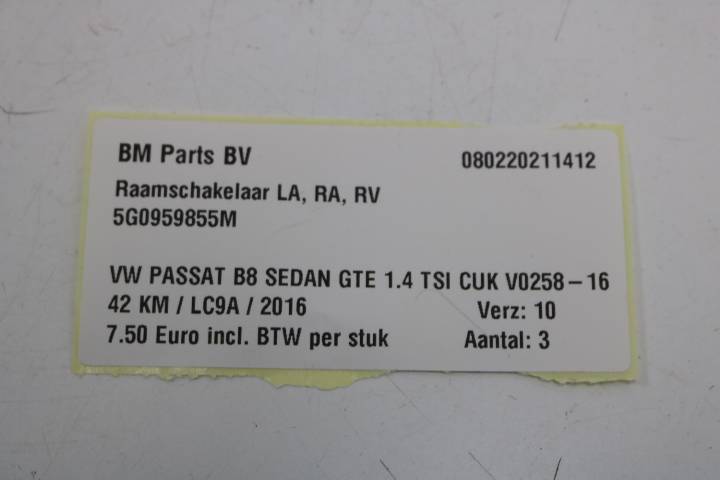 BM Parts BV 080220211412
Raamschakelaar LA, RA, RV
5G0959855M
VW PASSAT B8 SEDAN GTE 1.4 TSI CUK V0258-16
42 KM / LC9A / 2016 Verz: 10
7.50 Euro incl. BTW per stuk Aantal: 3